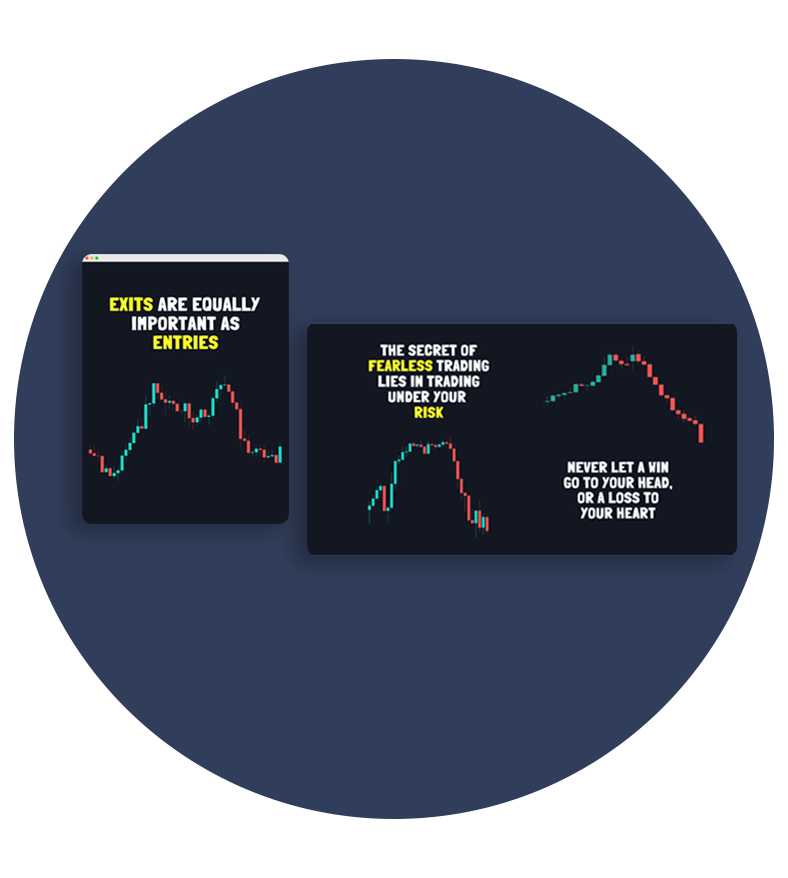 EXITS ARE EQUALLY
IMPORTANT AS
ENTRIES
THE SECRET OF
FEARLESS TRADING
LIES IN TRADING
UNDER YOUR
RISK
NEVER LET A WIN
GO TO YOUR HEAD,
OR A LOSS TO
YOUR HEART